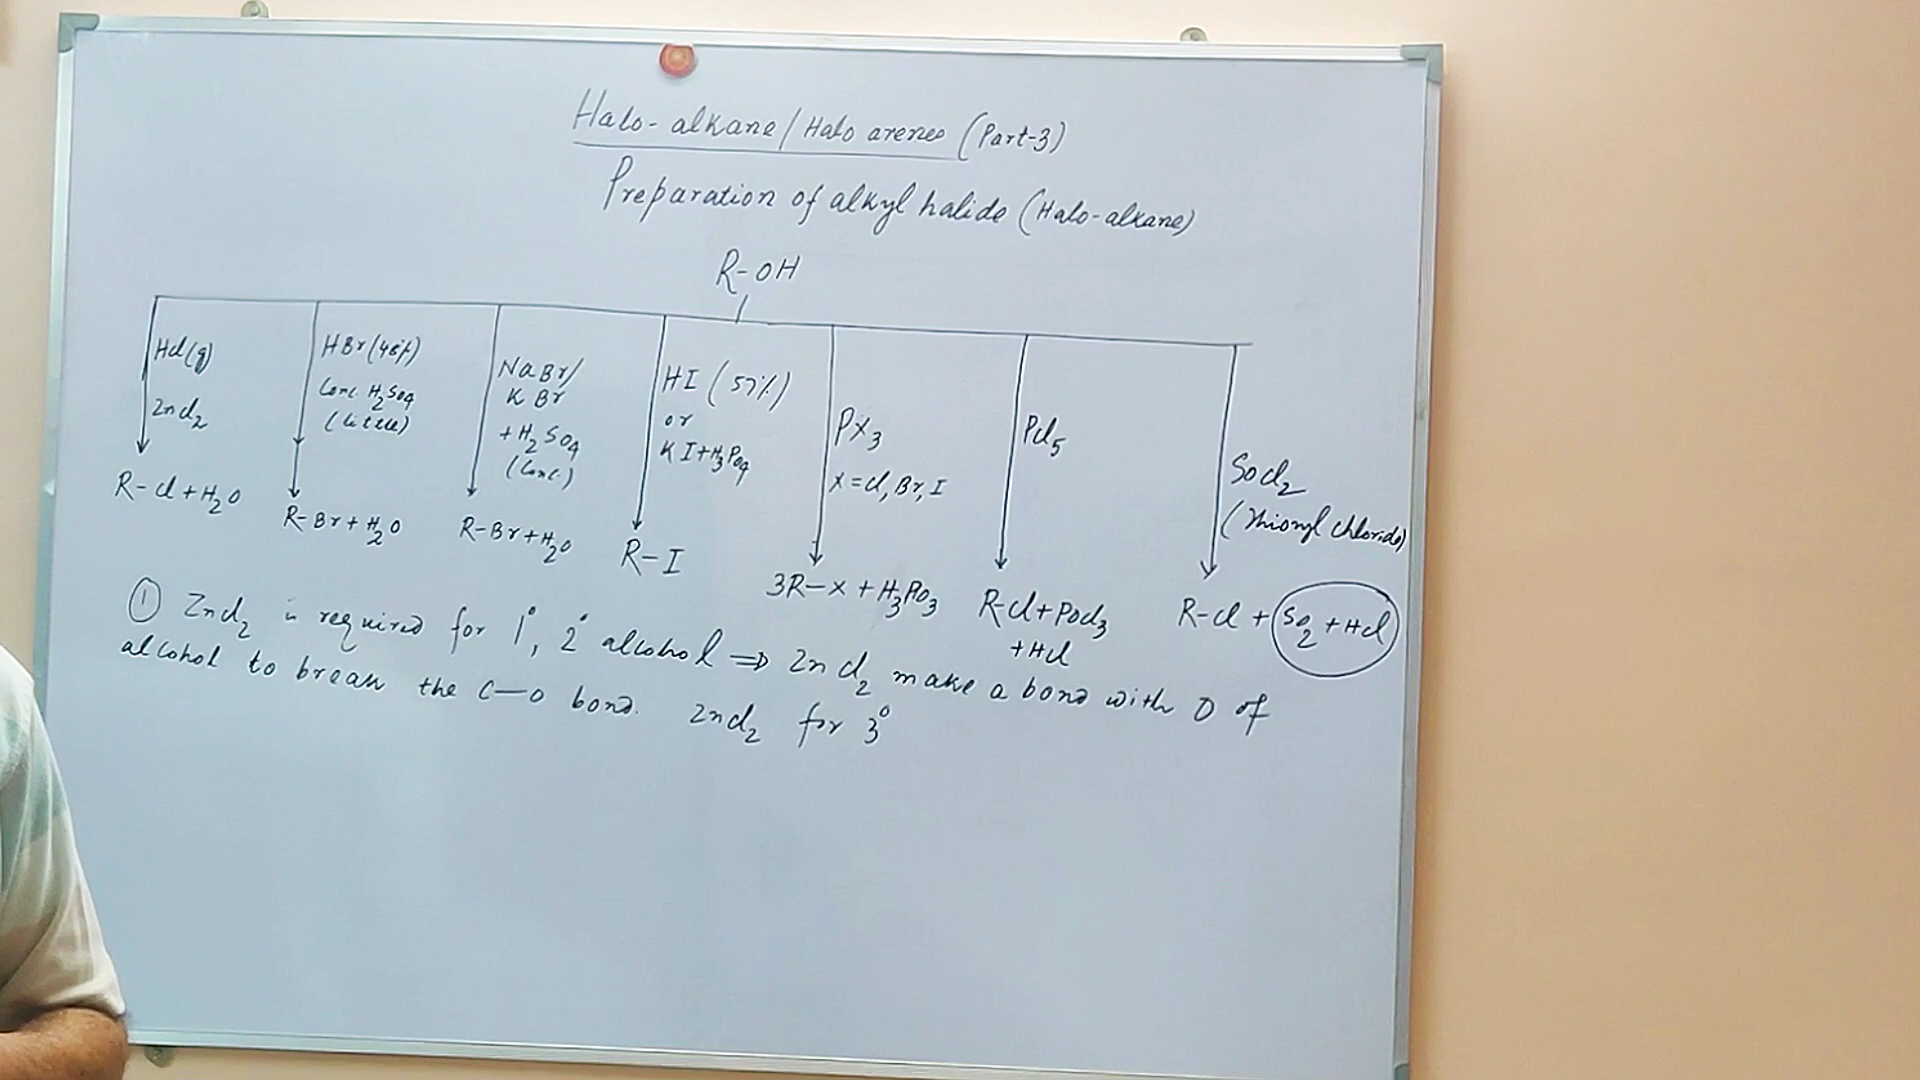 Halo-alkane/Halo arenes (Part-3)
Preparation of alkyl halide (Halo-alkane)
R-OH
HCl(g)
ZnCl2
R-Cl+H2O
HBr(48%)
Conc. H2SO4
(little)
R-Br+H2O
NaBr/
KBr
+H2SO4
(Conc.)
R-Br+H2O
HI (57%)
or
KI+H3PO4
R-I
PX3
X=Cl, Br, I
3R-X+H3PO3
PCl5
R-Cl+POCl3
+HCl
SOCl2
(Thionyl chloride)
R-Cl + SO2+HCl
① ZnCl2 is required for 1°, 2° alcohol ⇒ ZnCl2 make a bond with O of
alcohol to break the C-O bond. ZnCl2 for 3°